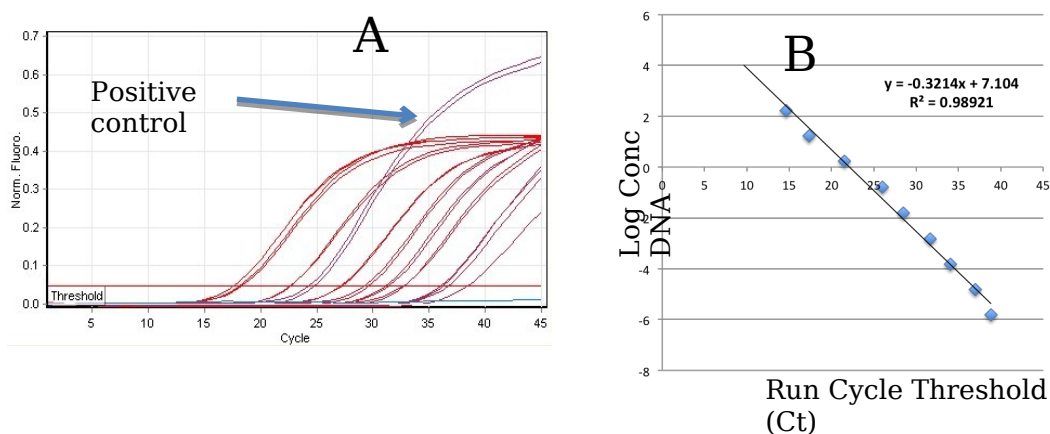 A
0.7
0.6
0.5
0.4
0.3
0.2
0.1
0.0
Norm. Fluoro.
Positive
control
Threshold
5 10 15 20 25 30 35 40 45
Cycle
B
6
4
2
0
-2
-4
-6
-8
0 5 10 15 20 25 30 35 40 45
y = -0.3214x + 7.104
R² = 0.98921
Log Conc
DNA
Run Cycle Threshold
(Ct)